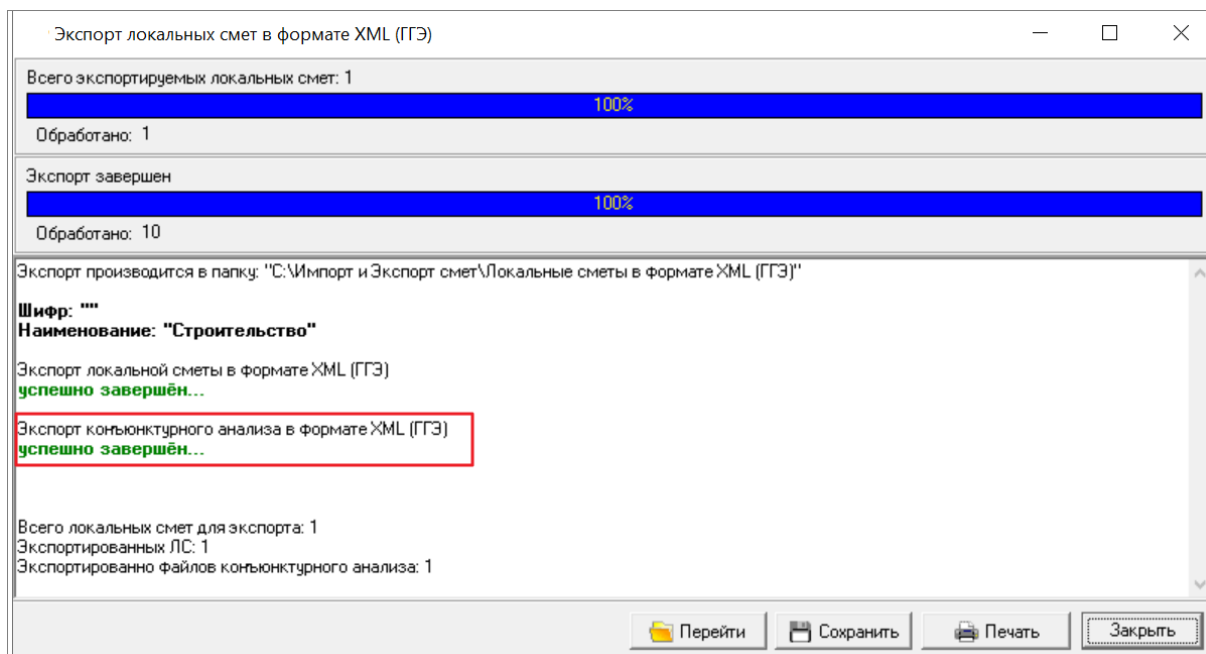 Экспорт локальных смет в формате XML (ГГЭ)
Всего экспортируемых локальных смет: 1
100%
Обработано: 1
Экспорт завершен
100%
Обработано: 10
Экспорт производится в папку: "C:\Импорт и Экспорт смет\Локальные сметы в формате XML (ГГЭ)"
Шифр: ""
Наименование: "Строительство"
Экспорт локальной сметы в формате XML (ГГЭ)
успешно завершён...
Экспорт конъюнктурного анализа в формате XML (ГГЭ)
успешно завершён...
Всего локальных смет для экспорта: 1
Экспортированных ЛС: 1
Экспортированно файлов конъюнктурного анализа: 1
Перейти Сохранить Печать Закрыть